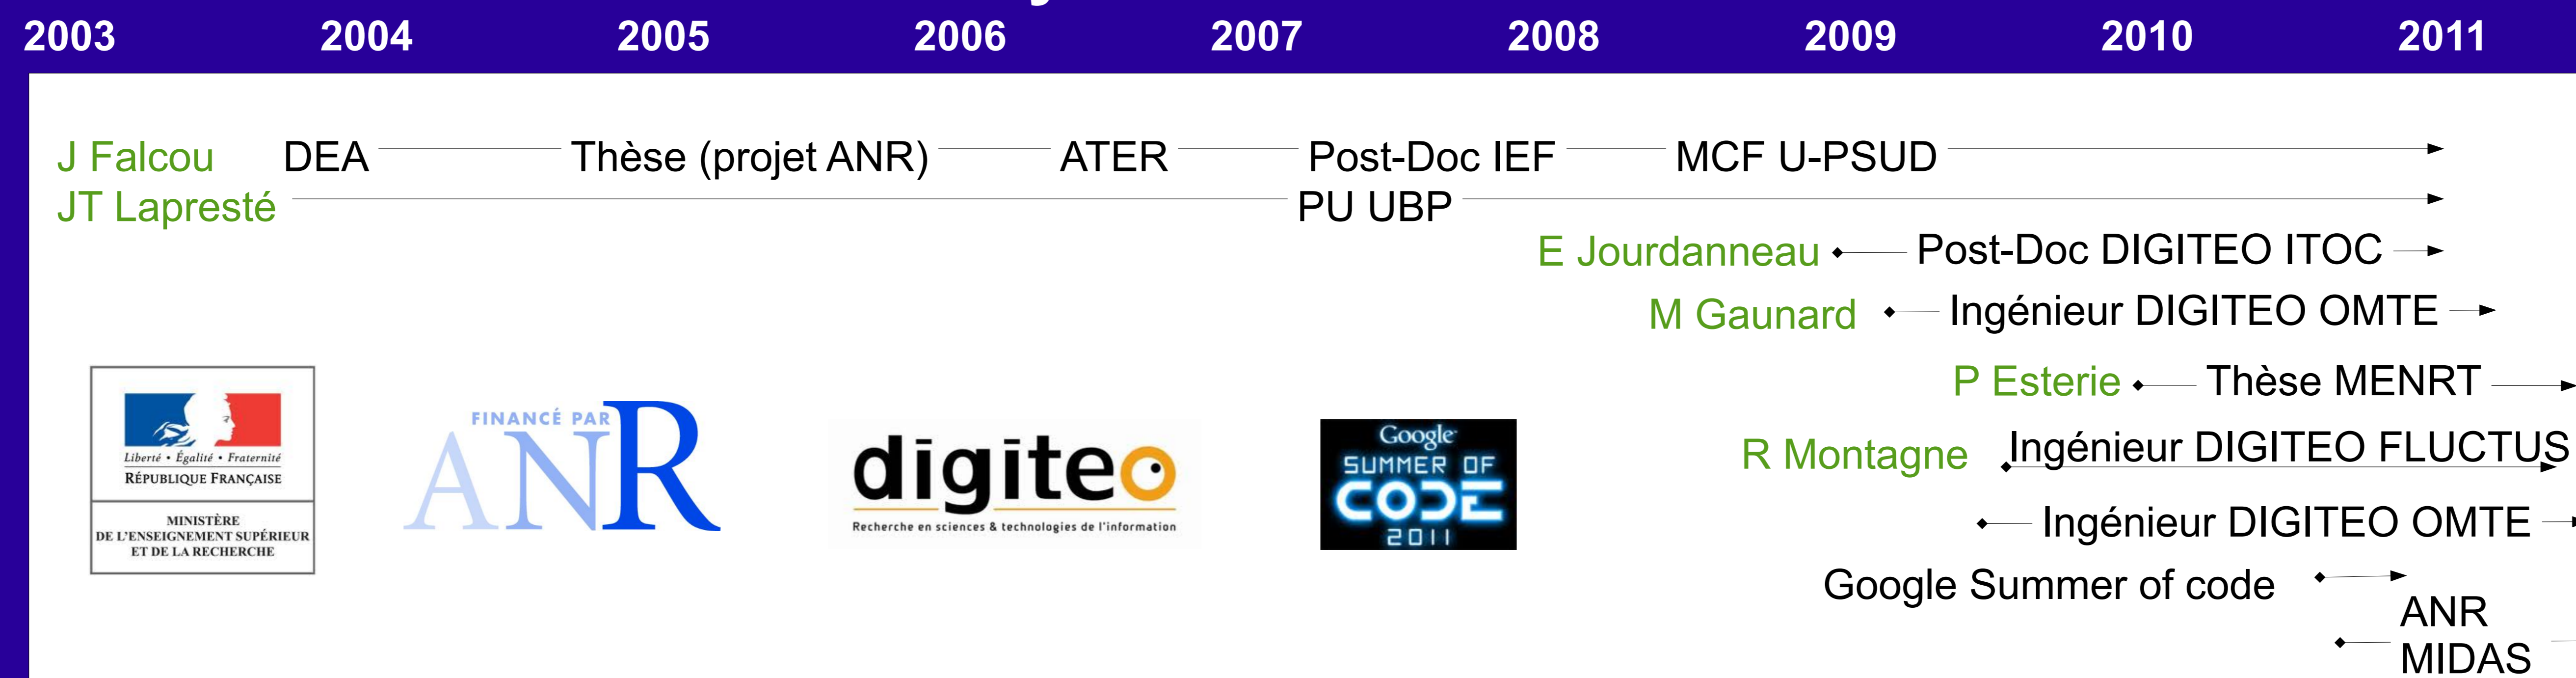 2003 2004 2005 2006 2007 2008 2009 2010 2011
J Falcou DEA Thèse (projet ANR) ATER Post-Doc IEF MCF U-PSUD
JT Lapresté PU UBP
E Jourdanneau Post-Doc DIGITEO ITOC
M Gaunard Ingénieur DIGITEO OMTE
P Esterie Thèse MENRT
R Montagne Ingénieur DIGITEO FLUCTUS
Ingénieur DIGITEO OMTE
Google Summer of code
ANR
MIDAS
Liberté • Égalité • Fraternité
RÉPUBLIQUE FRANÇAISE
MINISTÈRE
DE L'ENSEIGNEMENT SUPÉRIEUR
ET DE LA RECHERCHE
FINANCÉ PAR
ANR
digiteo
Recherche en sciences & technologies de l'information
Google
SUMMER OF
CODE
2011